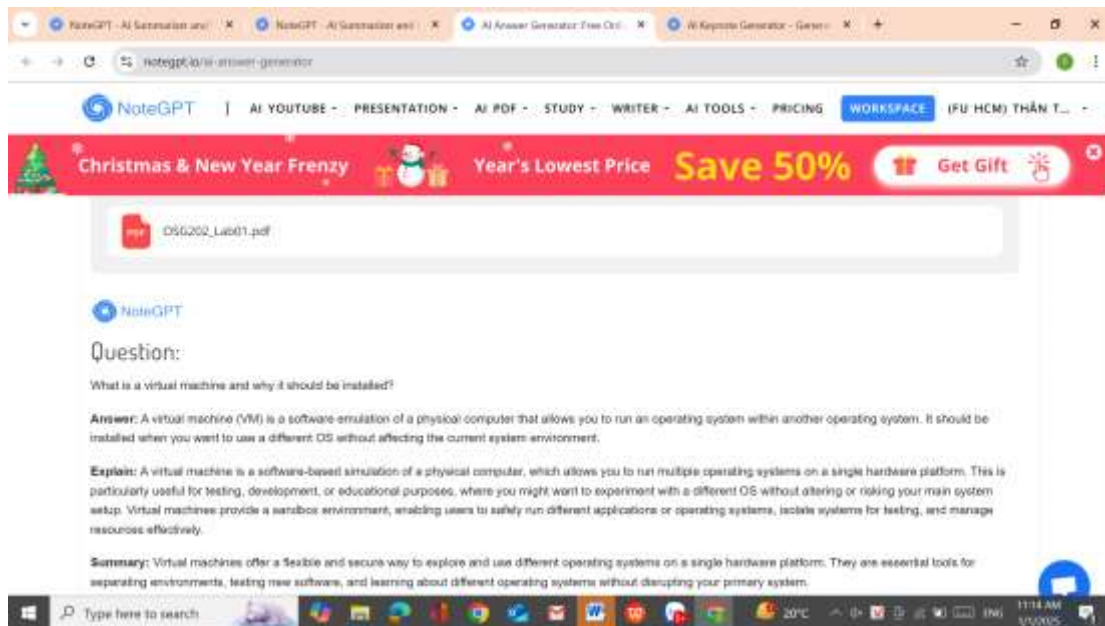 NoteGPT - AI Summarizer and
NoteGPT - AI Summarizer and
AI Answer Generator: Free Onli
AI Keynote Generator - Gener
notegpt.io/ai-answer-generator
NoteGPT | AI YOUTUBE PRESENTATION AI PDF STUDY WRITER AI TOOLS PRICING WORKSPACE (FU HCM) THÂN T...
Christmas & New Year Frenzy Year's Lowest Price Save 50% Get Gift
PDF OSG202_Lab01.pdf
NoteGPT
Question:
What is a virtual machine and why it should be installed?
Answer: A virtual machine (VM) is a software emulation of a physical computer that allows you to run an operating system within another operating system. It should be
installed when you want to use a different OS without affecting the current system environment.
Explain: A virtual machine is a software-based simulation of a physical computer, which allows you to run multiple operating systems on a single hardware platform. This is
particularly useful for testing, development, or educational purposes, where you might want to experiment with a different OS without altering or risking your main system
setup. Virtual machines provide a sandbox environment, enabling users to safely run different applications or operating systems, isolate systems for testing, and manage
resources effectively.
Summary: Virtual machines offer a flexible and secure way to explore and use different operating systems on a single hardware platform. They are essential tools for
separating environments, testing new software, and learning about different operating systems without disrupting your primary system.
Type here to search
20°C
ENG
11:14 AM
1/1/2025